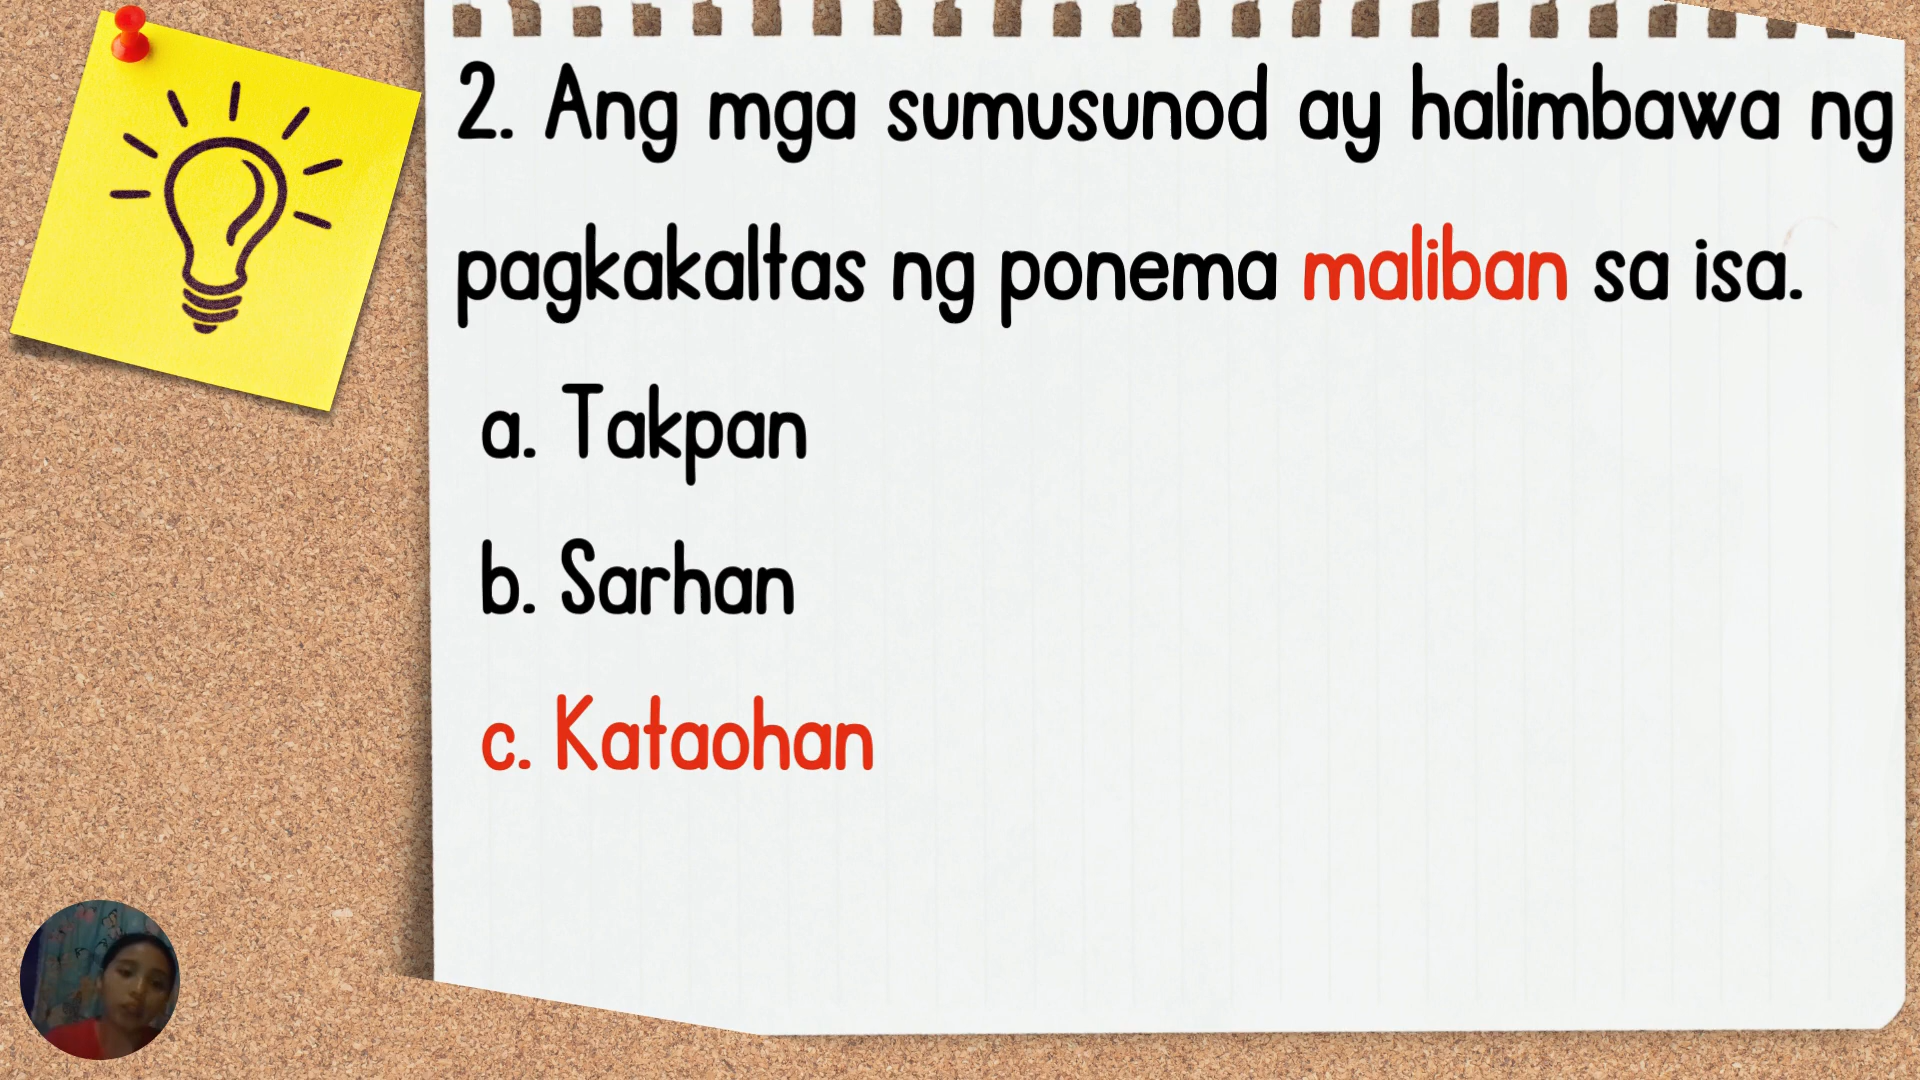 2. Ang mga sumusunod ay halimbawa ng
pagkakaltas ng ponema maliban sa isa.
a. Takpan
b. Sarhan
c. Kataohan